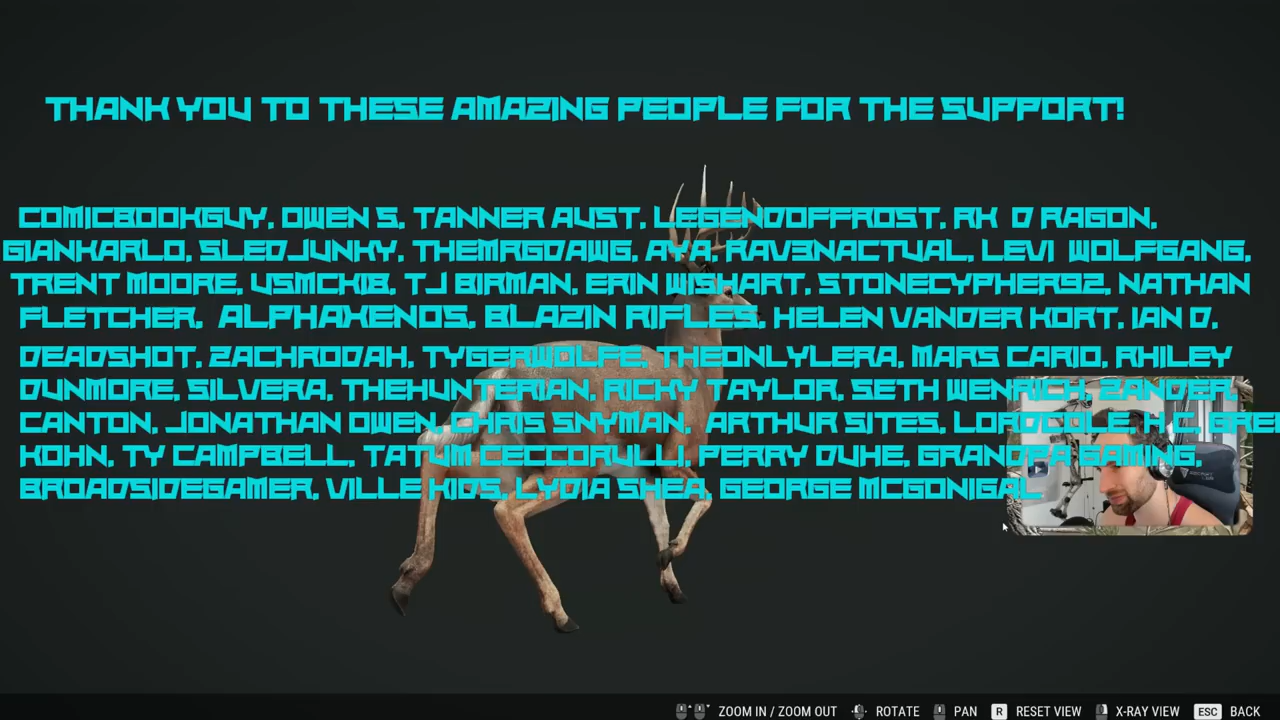 THANK YOU TO THESE AMAZING PEOPLE FOR THE SUPPORT!
COMICBOOKGUY, OWEN S, TANNER AUST, LEGENDOFFROST, RK D RAGON,
GIANKARLO, SLEDJUNKY, THEMRGDAWG, AYA, RAV3NACTUAL, LEVI WOLFGANG,
TRENT MOORE, USMCK18, TJ BIRMAN, ERIN WISHART, STONECYPHER92, NATHAN
FLETCHER, ALPHAXENOS, BLAZIN RIFLES, HELEN VANDER KORT, IAN D,
DEADSHOT, ZACHRODAH, TYGERWOLFE, THEONLYLERA, MARS CARIO, RHILEY
DUNMORE, SILVERA, THEHUNTERIAN, RICKY TAYLOR, SETH WENRICH, ZANDER,
CANTON, JONATHAN OWEN, CHRIS SNYMAN, ARTHUR SITES, LORDCOLE, H C,
KOHN, TY CAMPBELL, TATUM CECCORULLI, PERRY DUHE, GRANDPA GAMING,
BROADSIDEGAMER, VILLE KIDS, LYDIA SHEA, GEORGE MCGONIGAL
ZOOM IN / ZOOM OUT ROTATE PAN R RESET VIEW X-RAY VIEW ESC BACK